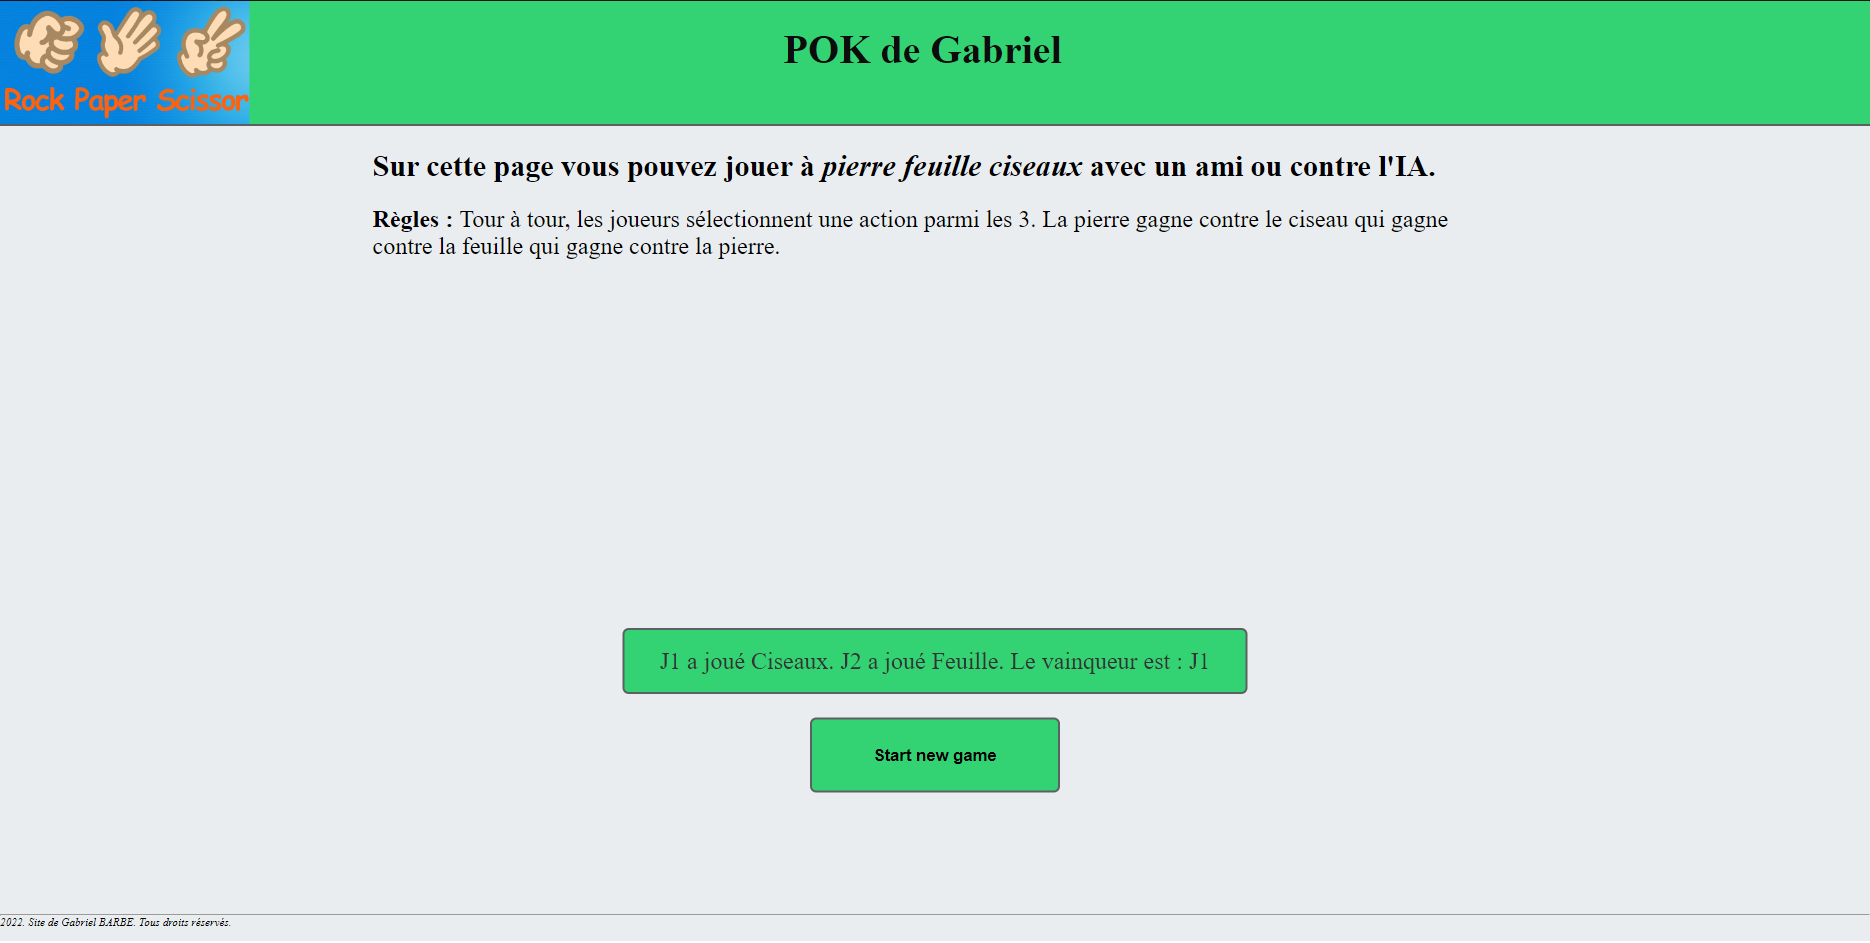 Rock Paper Scissor
POK de Gabriel
Sur cette page vous pouvez jouer à pierre feuille ciseaux avec un ami ou contre l'IA.
Règles : Tour à tour, les joueurs sélectionnent une action parmi les 3. La pierre gagne contre le ciseau qui gagne
contre la feuille qui gagne contre la pierre.
J1 a joué Ciseaux. J2 a joué Feuille. Le vainqueur est : J1
Start new game
2022. Site de Gabriel BARBE. Tous droits réservés.